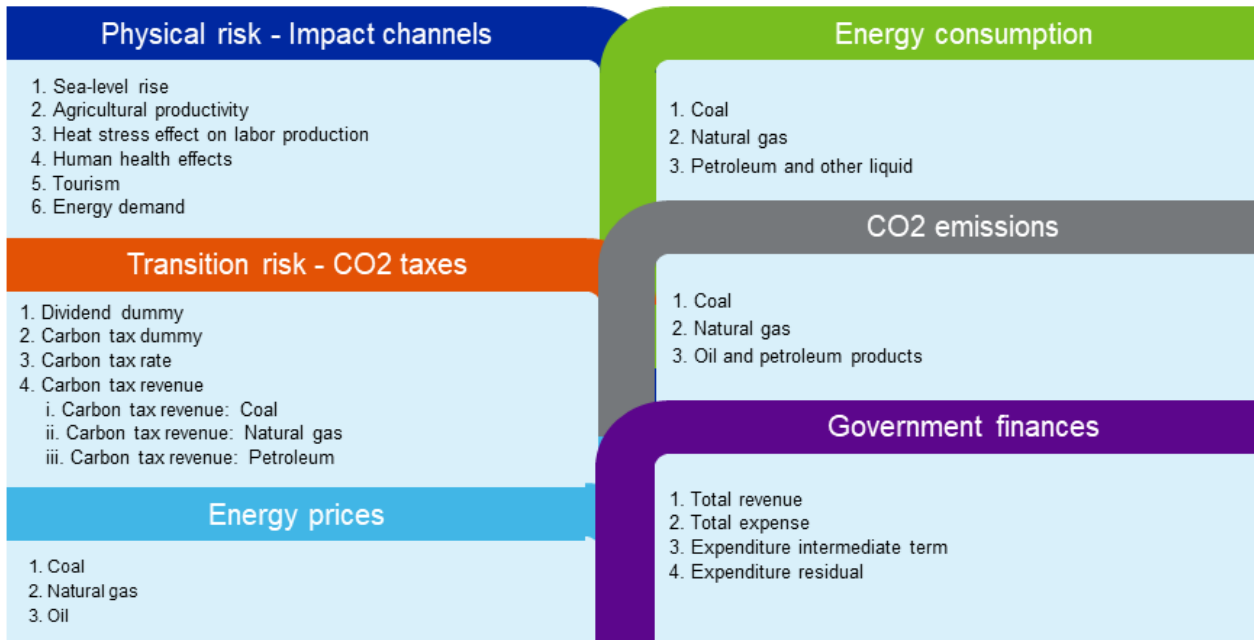 Physical risk - Impact channels
1. Sea-level rise
2. Agricultural productivity
3. Heat stress effect on labor production
4. Human health effects
5. Tourism
6. Energy demand
Transition risk - CO2 taxes
1. Dividend dummy
2. Carbon tax dummy
3. Carbon tax rate
4. Carbon tax revenue
i. Carbon tax revenue: Coal
ii. Carbon tax revenue: Natural gas
iii. Carbon tax revenue: Petroleum
Energy prices
1. Coal
2. Natural gas
3. Oil
Energy consumption
1. Coal
2. Natural gas
3. Petroleum and other liquid
CO2 emissions
1. Coal
2. Natural gas
3. Oil and petroleum products
Government finances
1. Total revenue
2. Total expense
3. Expenditure intermediate term
4. Expenditure residual